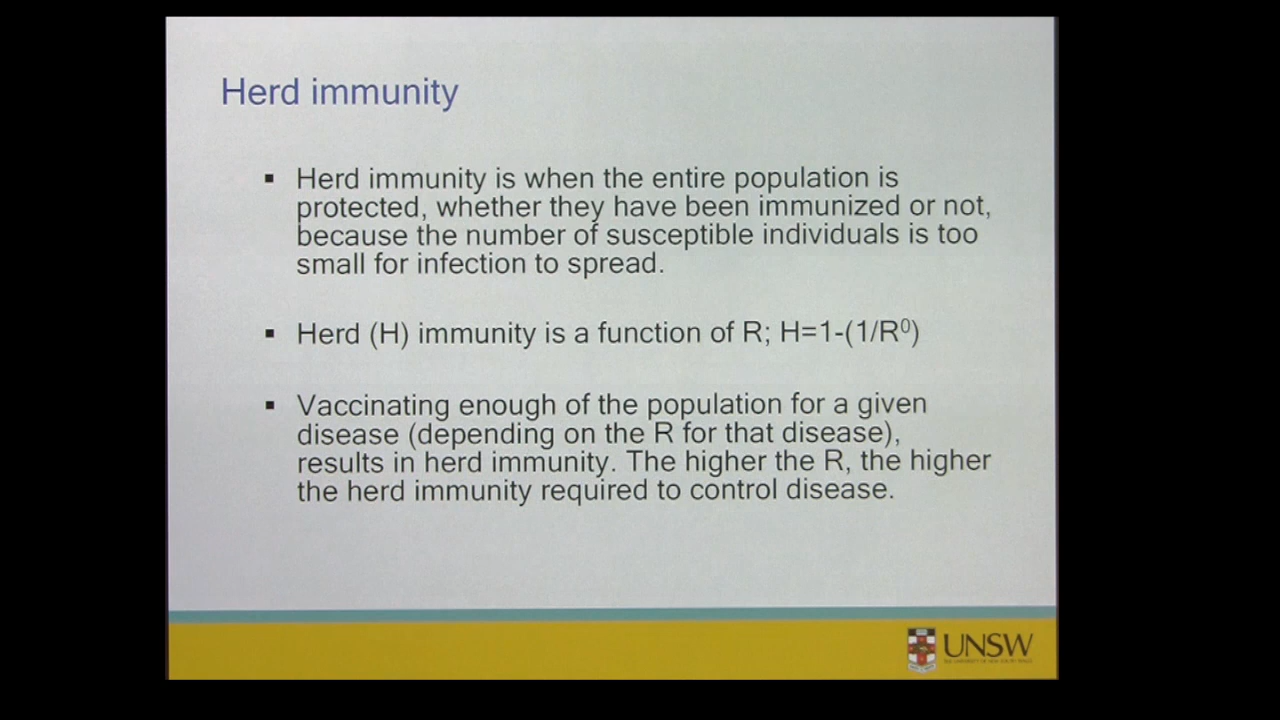 Herd immunity
▪ Herd immunity is when the entire population is
protected, whether they have been immunized or not,
because the number of susceptible individuals is too
small for infection to spread.
▪ Herd (H) immunity is a function of R; H=1-(1/R⁰)
▪ Vaccinating enough of the population for a given
disease (depending on the R for that disease),
results in herd immunity. The higher the R, the higher
the herd immunity required to control disease.
UNSW